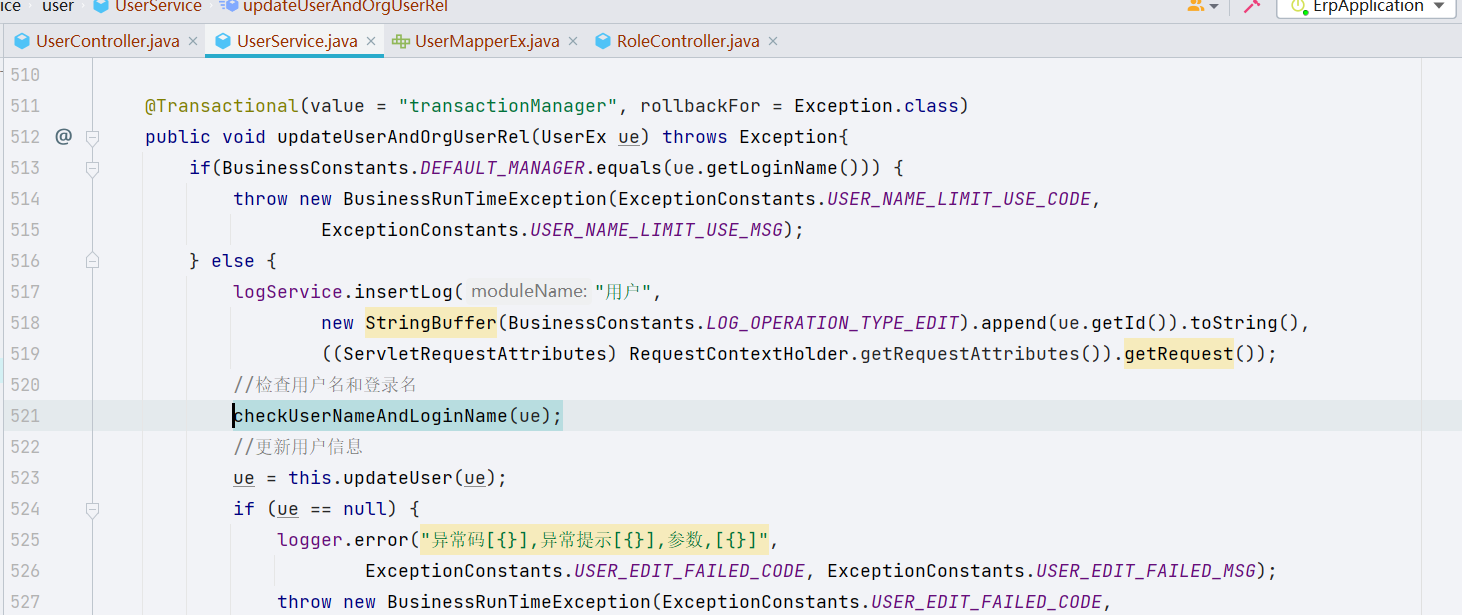 ice user UserService updateUserAndOrgUserRel ErpApplication
UserController.java UserService.java UserMapperEx.java RoleController.java
510
511 @Transactional(value = "transactionManager", rollbackFor = Exception.class)
512 @ public void updateUserAndOrgUserRel(UserEx ue) throws Exception{
513 if(BusinessConstants.DEFAULT_MANAGER.equals(ue.getLoginName())) {
514 throw new BusinessRunTimeException(ExceptionConstants.USER_NAME_LIMIT_USE_CODE,
515 ExceptionConstants.USER_NAME_LIMIT_USE_MSG);
516 } else {
517 logService.insertLog( moduleName: "用户",
518 new StringBuffer(BusinessConstants.LOG_OPERATION_TYPE_EDIT).append(ue.getId()).toString(),
519 ((ServletRequestAttributes) RequestContextHolder.getRequestAttributes()).getRequest());
520 //检查用户名和登录名
521 checkUserNameAndLoginName(ue);
522 //更新用户信息
523 ue = this.updateUser(ue);
524 if (ue == null) {
525 logger.error("异常码[{}],异常提示[{}],参数,[{}]",
526 ExceptionConstants.USER_EDIT_FAILED_CODE, ExceptionConstants.USER_EDIT_FAILED_MSG);
527 throw new BusinessRunTimeException(ExceptionConstants.USER_EDIT_FAILED_CODE,